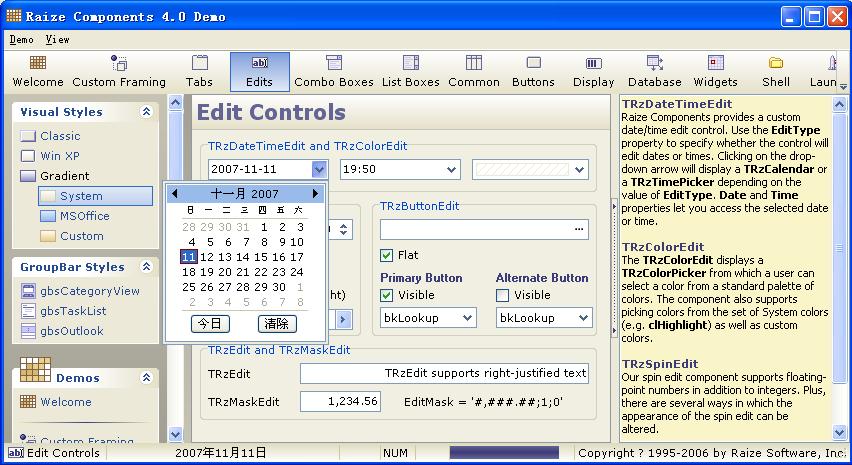 Raize Components 4.0 Demo
Demo View
Welcome Custom Framing Tabs Edits Combo Boxes List Boxes Common Buttons Display Database Widgets Shell Laun
Visual Styles
Classic
Win XP
Gradient
System
MSOffice
Custom
GroupBar Styles
gbsCategoryView
gbsTaskList
gbsOutlook
Demos
Welcome
Custom Framing
Edit Controls
TRzDateTimeEdit and TRzColorEdit
2007-11-11 19:50
十一月 2007
日 一 二 三 四 五 六
28 29 30 31 1 2 3
4 5 6 7 8 9 10
11 12 13 14 15 16 17
18 19 20 21 22 23 24
25 26 27 28 29 30 1
2 3 4 5 6 7 8
今日 清除
ht)
TRzButtonEdit
...
Flat
Primary Button Alternate Button
Visible Visible
bkLookup bkLookup
TRzEdit and TRzMaskEdit
TRzEdit TRzEdit supports right-justified text
TRzMaskEdit 1,234.56 EditMask = '#,###.##;1;0'
TRzDateTimeEdit
Raize Components provides a custom
date/time edit control. Use the EditType
property to specify whether the control will
edit dates or times. Clicking on the drop-
down arrow will display a TRzCalendar or
a TRzTimePicker depending on the
value of EditType. Date and Time
properties let you access the selected
date or time.
TRzColorEdit
The TRzColorEdit displays a
TRzColorPicker from which a user can
select a color from a standard palette of
colors. The component also supports
picking colors from the set of System colors
(e.g. clHighlight) as well as custom
colors.
TRzSpinEdit
Our spin edit component supports floating-
point numbers in addition to integers. Plus,
there are several ways in which the
appearance of the spin edit can be
altered.
Edit Controls 2007年11月11日 NUM Copyright ? 1995-2006 by Raize Software, Inc.